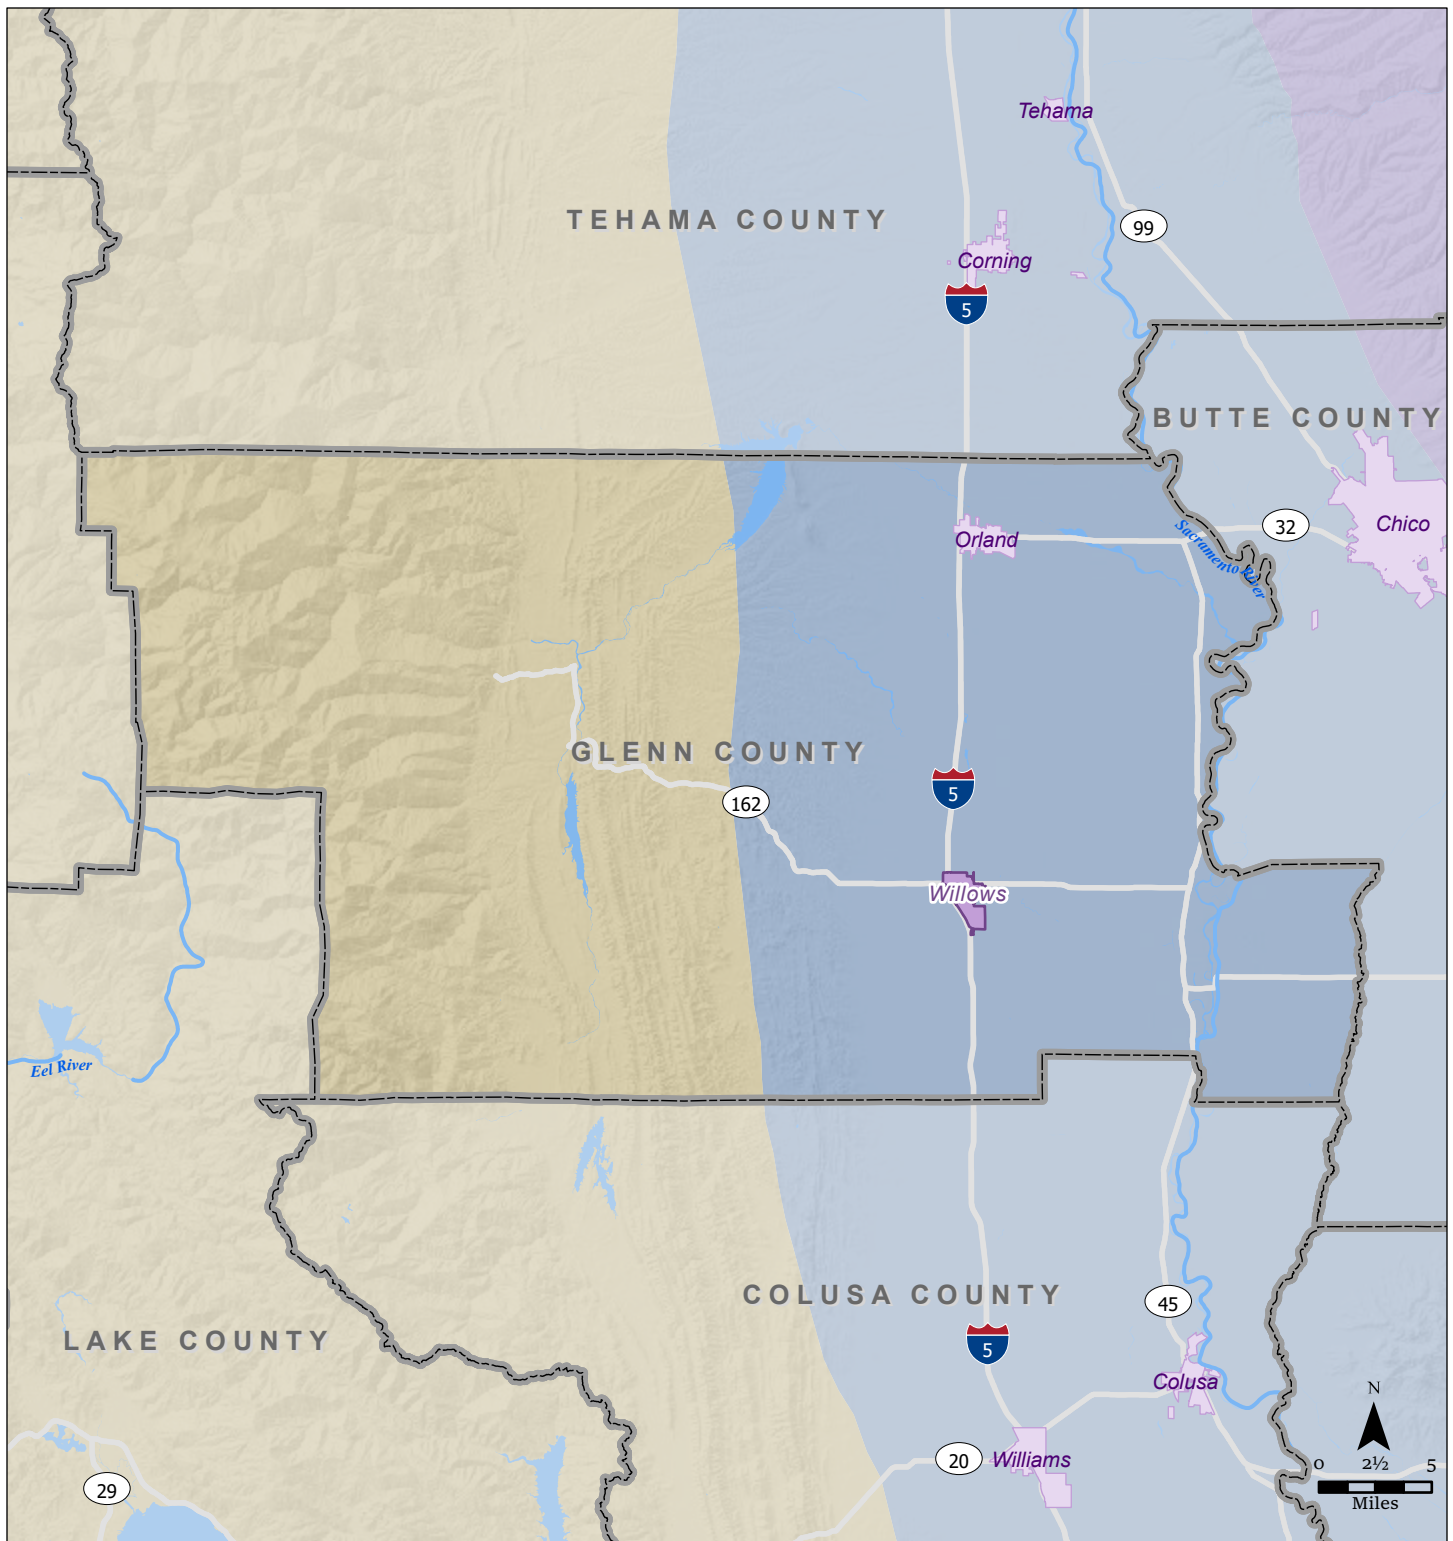 Tehama
TEHAMA COUNTY
99
Corning
5
BUTTE COUNTY
Orland
32
Chico
Sacramento River
GLENN COUNTY
162
5
Willows
Eel River
COLUSA COUNTY
45
LAKE COUNTY
5
Colusa
N
20
Williams
0 2½ 5
Miles
29